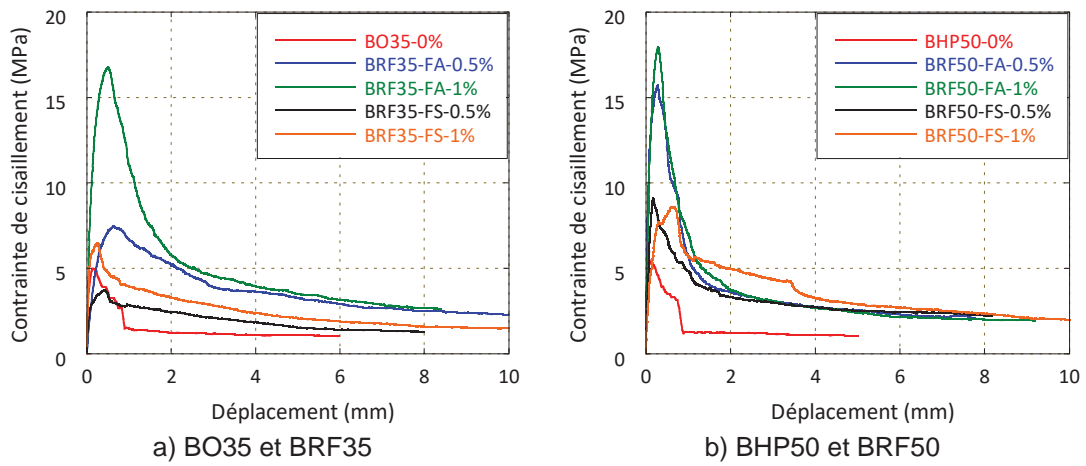 20
15
10
5
0
Contrainte de cisaillement (MPa)
BO35-0%
BRF35-FA-0.5%
BRF35-FA-1%
BRF35-FS-0.5%
BRF35-FS-1%
0 2 4 6 8 10
Déplacement (mm)
a) BO35 et BRF35
20
15
10
5
0
Contrainte de cisaillement (MPa)
BHP50-0%
BRF50-FA-0.5%
BRF50-FA-1%
BRF50-FS-0.5%
BRF50-FS-1%
0 2 4 6 8 10
Déplacement (mm)
b) BHP50 et BRF50